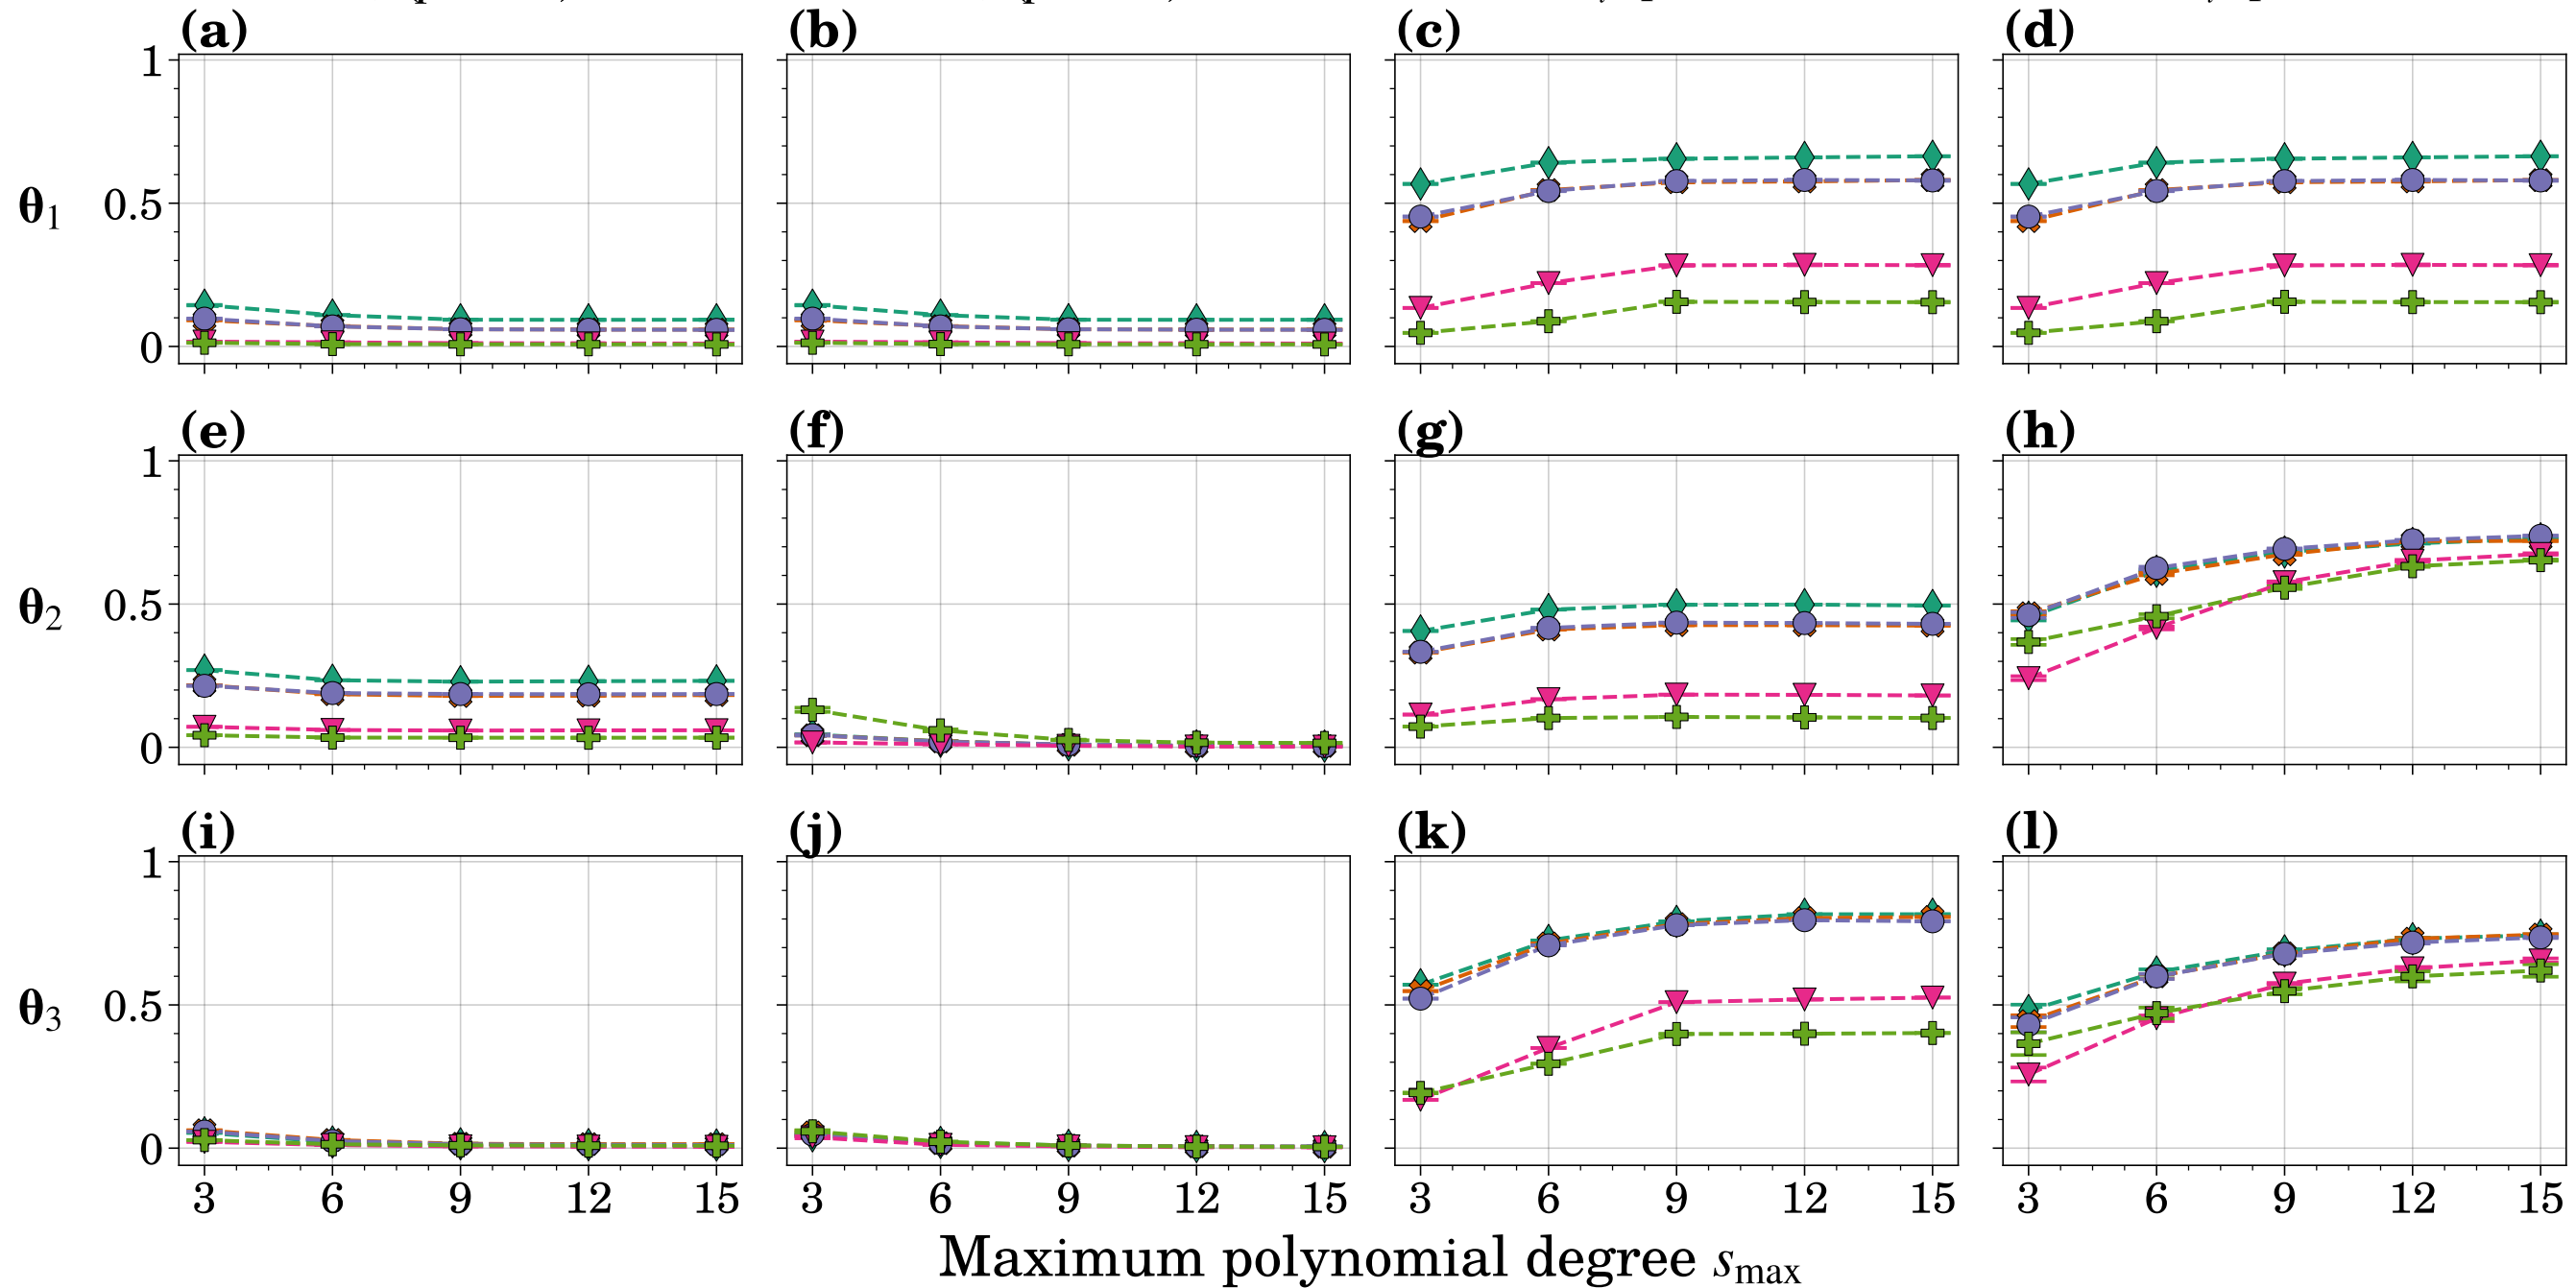 (a) (b) (c) (d)
1
0.5
0
θ1
(e) (f) (g) (h)
1
0.5
0
θ2
(i) (j) (k) (l)
1
0.5
0
θ3
3 6 9 12 15 3 6 9 12 15 3 6 9 12 15 3 6 9 12 15
Maximum polynomial degree smax